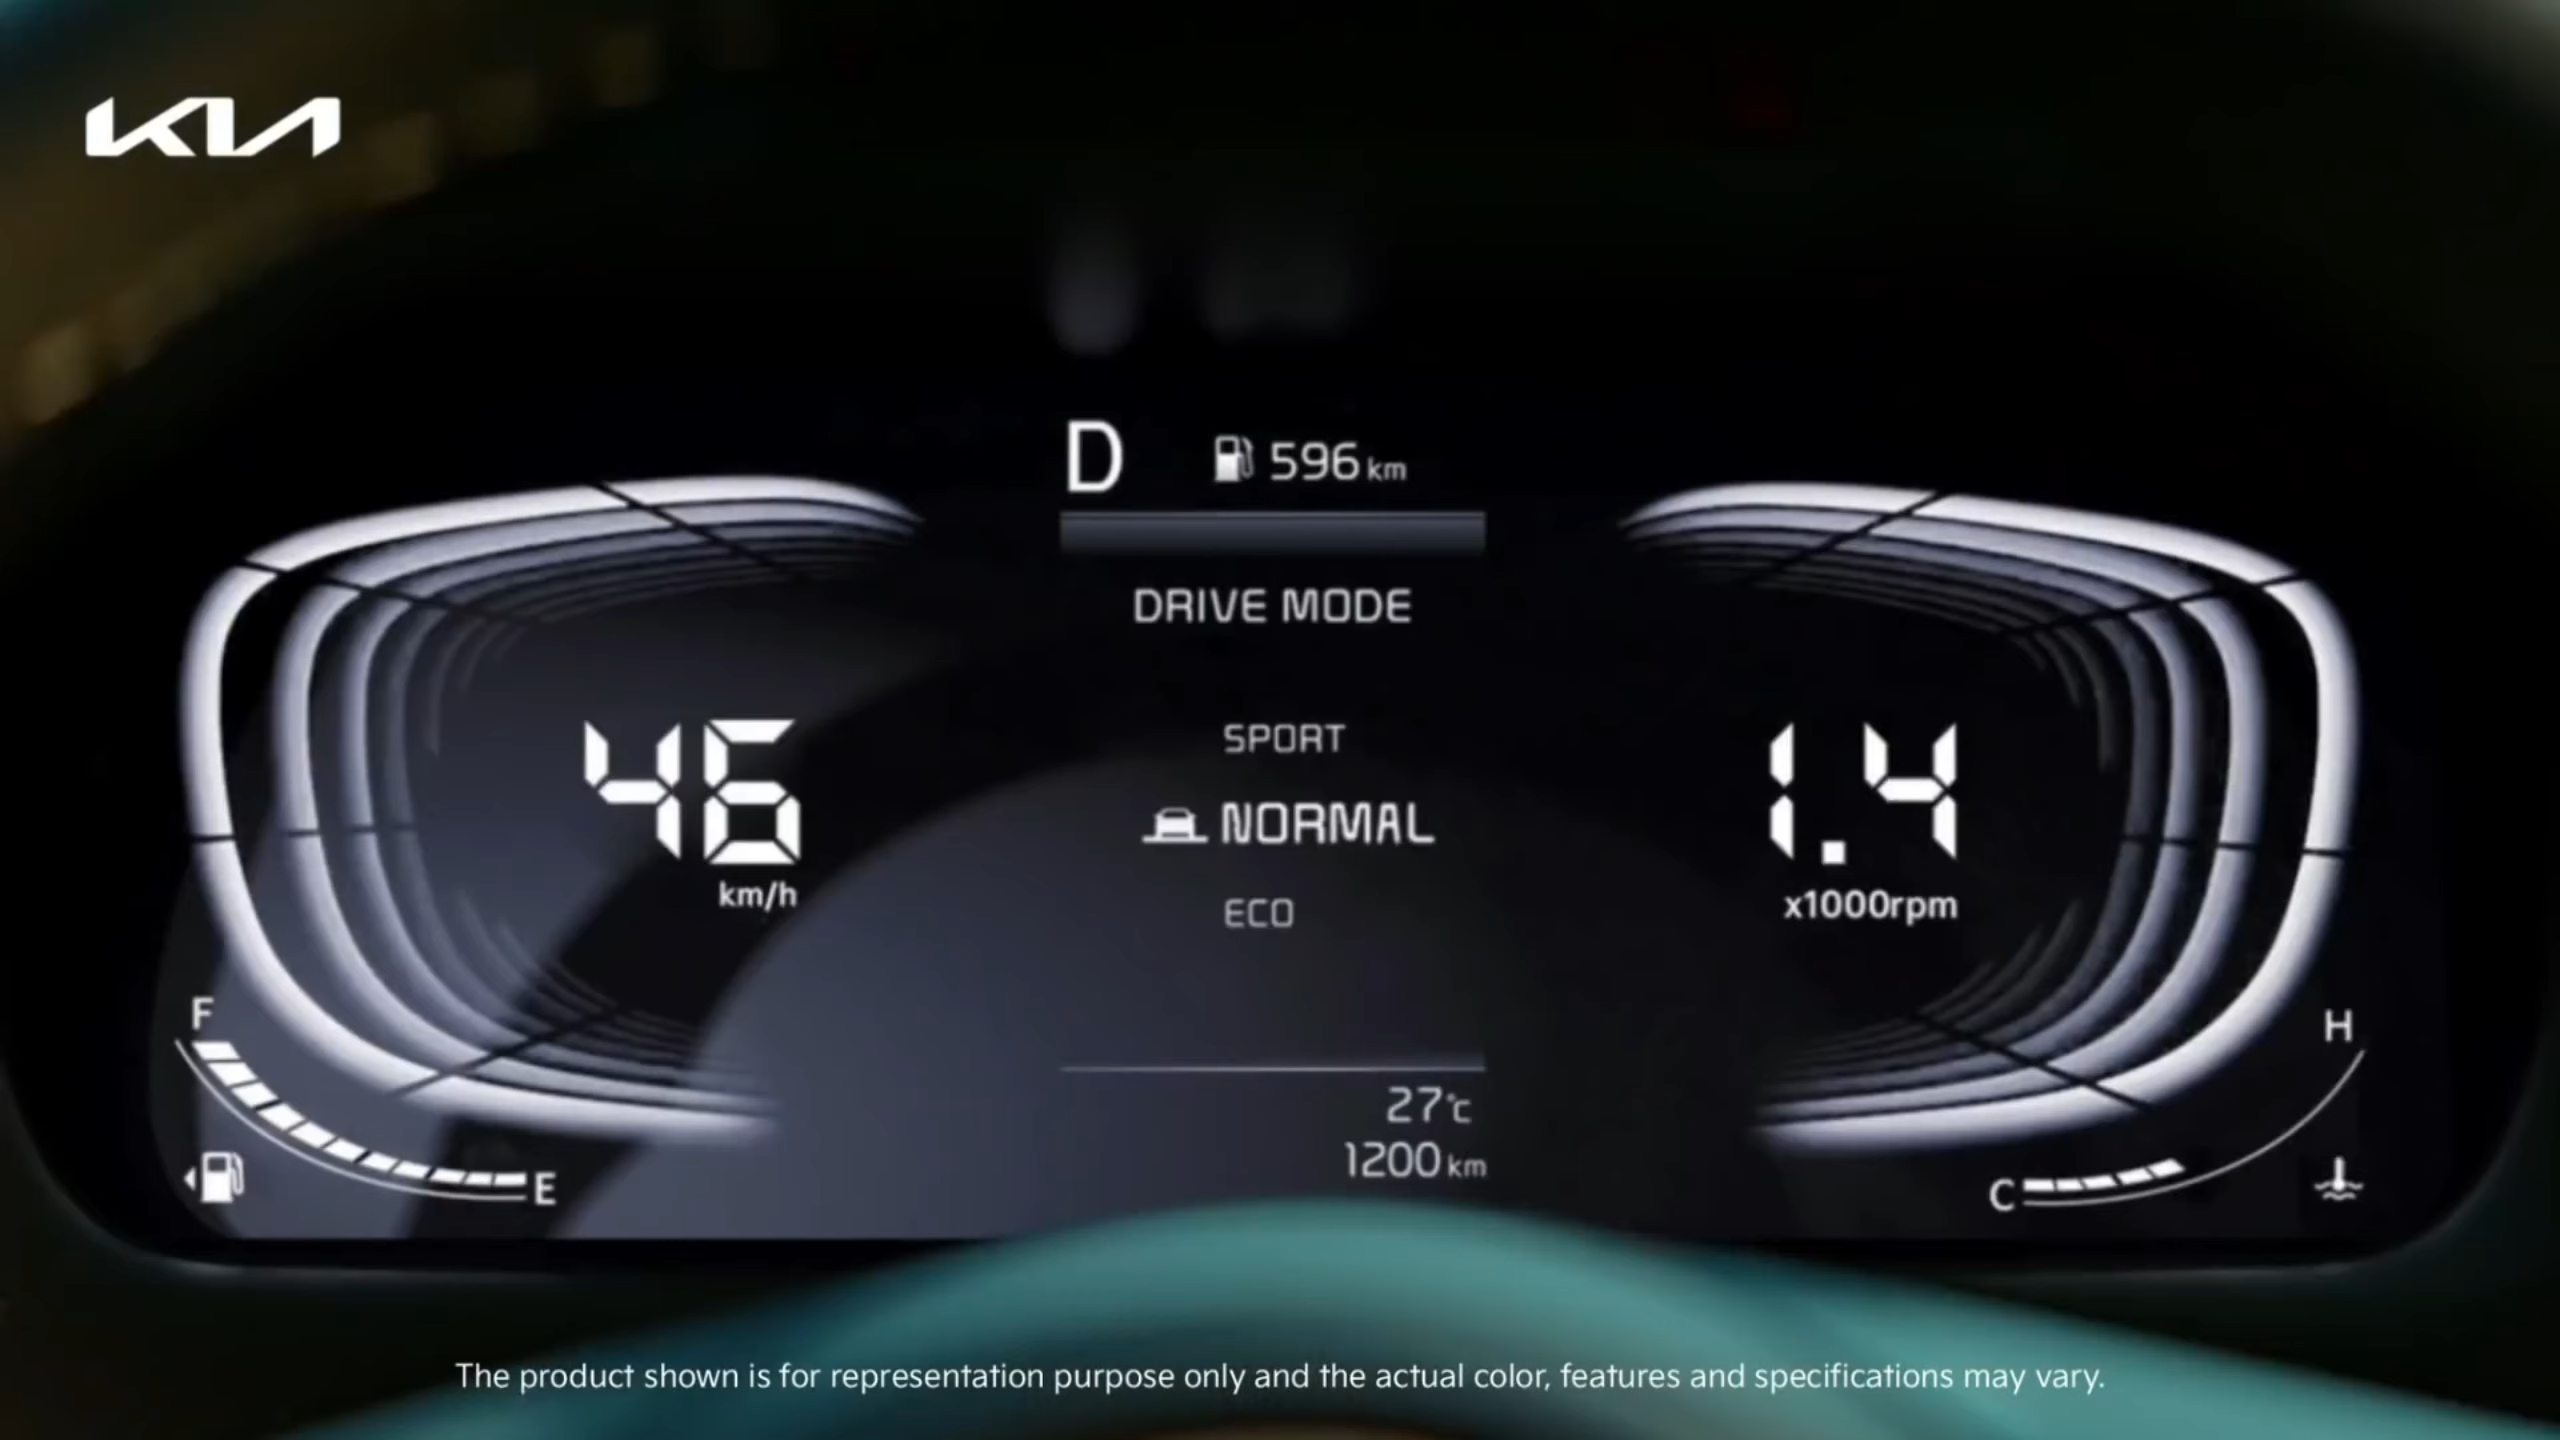 KIA
D 596 km
DRIVE MODE
SPORT
46
km/h
NORMAL
1.4
x1000rpm
ECO
F
E
27°c
1200 km
H
C
The product shown is for representation purpose only and the actual color, features and specifications may vary.